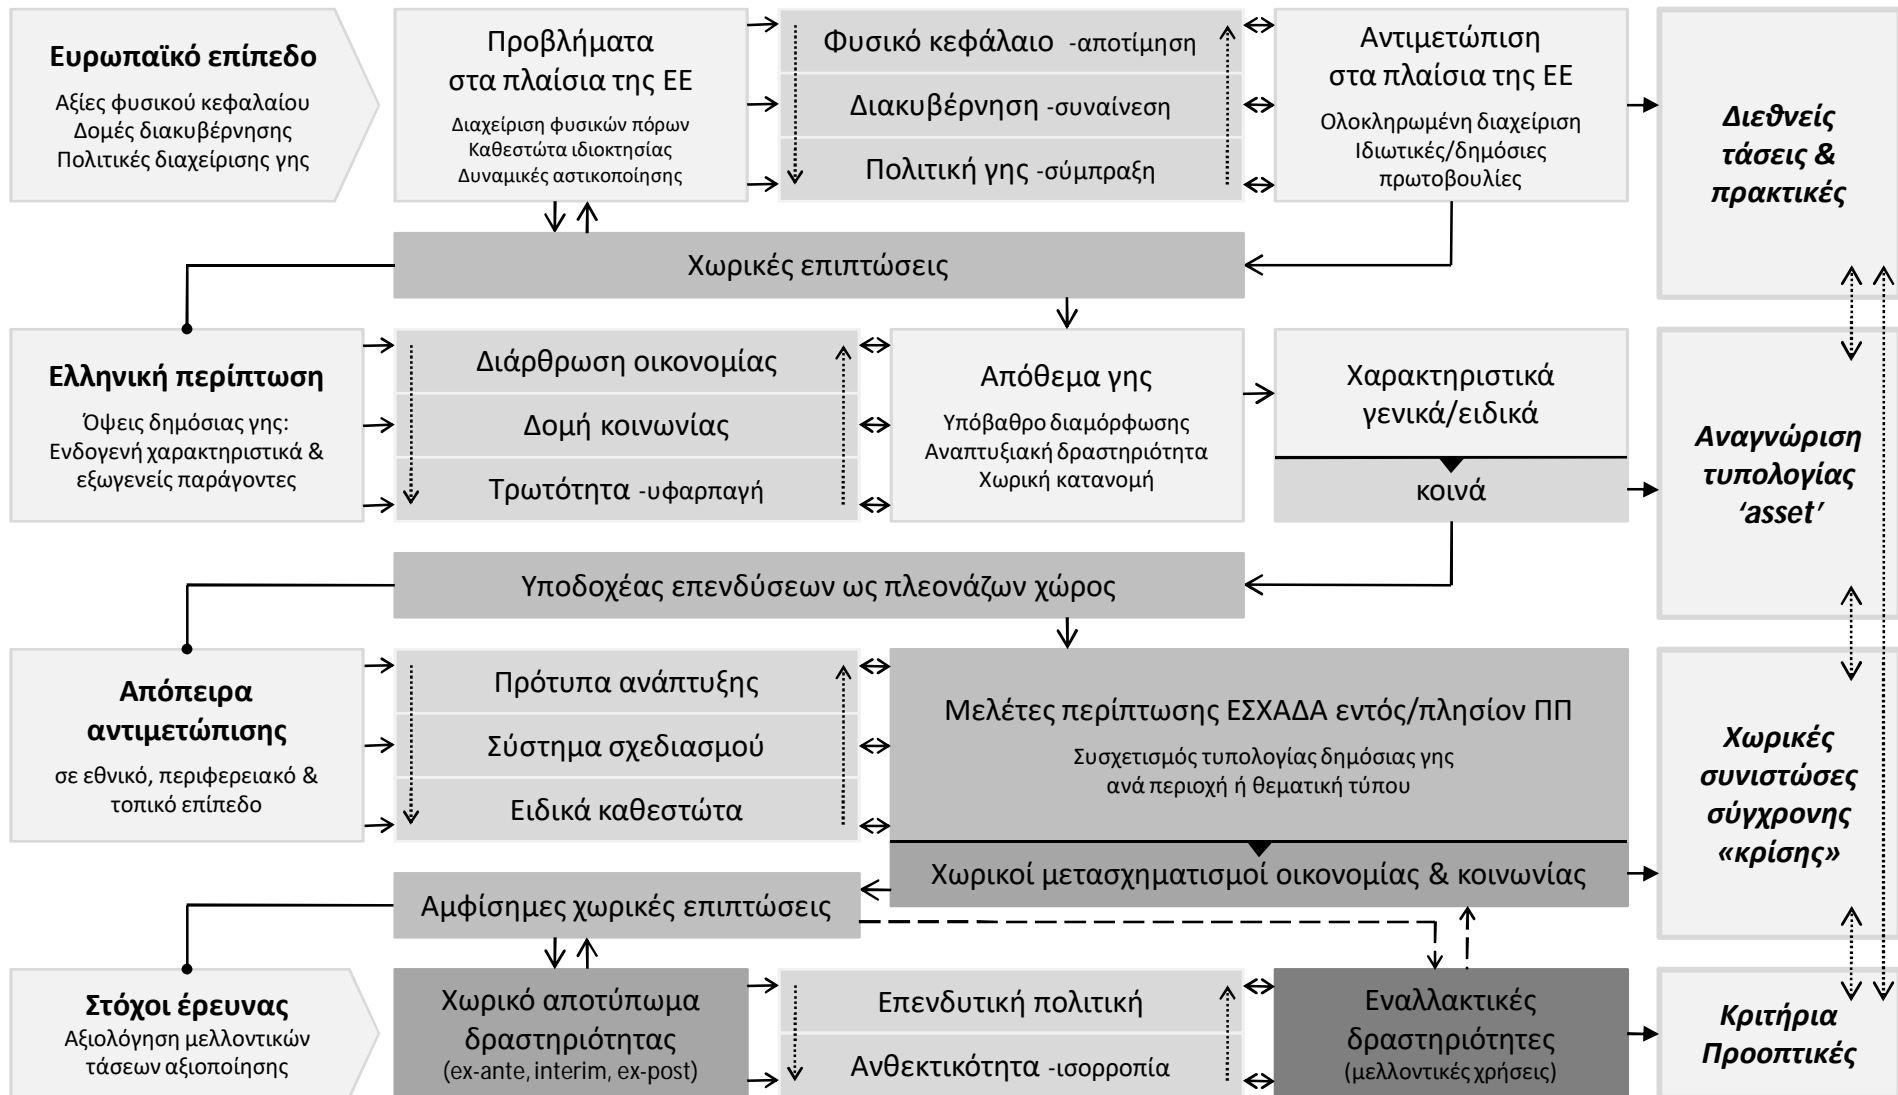 Ευρωπαϊκό επίπεδο
Αξίες φυσικού κεφαλαίου
Δομές διακυβέρνησης
Πολιτικές διαχείρισης γης
Προβλήματα
στα πλαίσια της ΕΕ
Διαχείριση φυσικών πόρων
Καθεστώτα ιδιοκτησίας
Δυναμικές αστικοποίησης
Φυσικό κεφάλαιο -αποτίμηση
Διακυβέρνηση -συναίνεση
Πολιτική γης -σύμπραξη
Αντιμετώπιση
στα πλαίσια της ΕΕ
Ολοκληρωμένη διαχείριση
Ιδιωτικές/δημόσιες
πρωτοβουλίες
Διεθνείς
τάσεις &
πρακτικές
Χωρικές επιπτώσεις
Ελληνική περίπτωση
Όψεις δημόσιας γης:
Ενδογενή χαρακτηριστικά &
εξωγενείς παράγοντες
Διάρθρωση οικονομίας
Δομή κοινωνίας
Τρωτότητα -υφαρπαγή
Απόθεμα γης
Υπόβαθρο διαμόρφωσης
Αναπτυξιακή δραστηριότητα
Χωρική κατανομή
Χαρακτηριστικά
γενικά/ειδικά
κοινά
Αναγνώριση
τυπολογίας
‘asset’
Υποδοχέας επενδύσεων ως πλεονάζων χώρος
Απόπειρα
αντιμετώπισης
σε εθνικό, περιφερειακό &
τοπικό επίπεδο
Πρότυπα ανάπτυξης
Σύστημα σχεδιασμού
Ειδικά καθεστώτα
Μελέτες περίπτωσης ΕΣΧΑΔΑ εντός/πλησίον ΠΠ
Συσχετισμός τυπολογίας δημόσιας γης
ανά περιοχή ή θεματική τύπου
Χωρικοί μετασχηματισμοί οικονομίας & κοινωνίας
Χωρικές
συνιστώσες
σύγχρονης
«κρίσης»
Αμφίσημες χωρικές επιπτώσεις
Στόχοι έρευνας
Αξιολόγηση μελλοντικών
τάσεων αξιοποίησης
Χωρικό αποτύπωμα
δραστηριότητας
(ex-ante, interim, ex-post)
Επενδυτική πολιτική
Ανθεκτικότητα -ισορροπία
Εναλλακτικές
δραστηριότητες
(μελλοντικές χρήσεις)
Κριτήρια
Προοπτικές